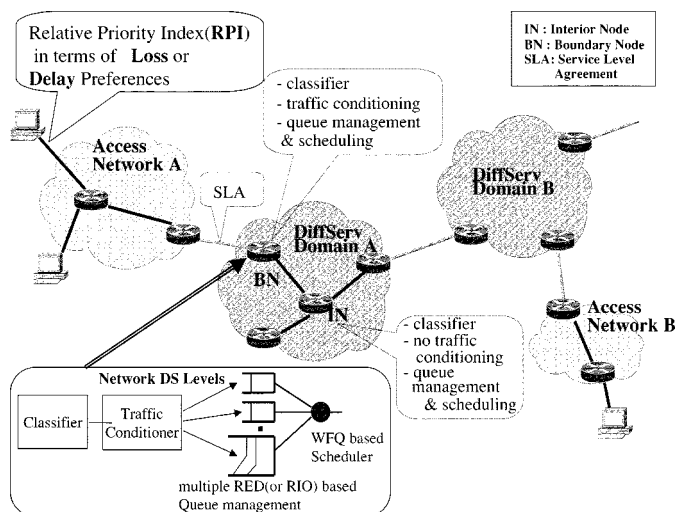 Relative Priority Index(RPI)
in terms of Loss or
Delay Preferences
IN : Interior Node
BN : Boundary Node
SLA: Service Level
Agreement
- classifier
- traffic conditioning
- queue management
& scheduling
Access
Network A
SLA
DiffServ
Domain A
BN
IN
DiffServ
Domain B
Access
Network B
- classifier
- no traffic
conditioning
- queue
management
& scheduling
Network DS Levels
Classifier
Traffic
Conditioner
WFQ based
Scheduler
multiple RED(or RIO) based
Queue management